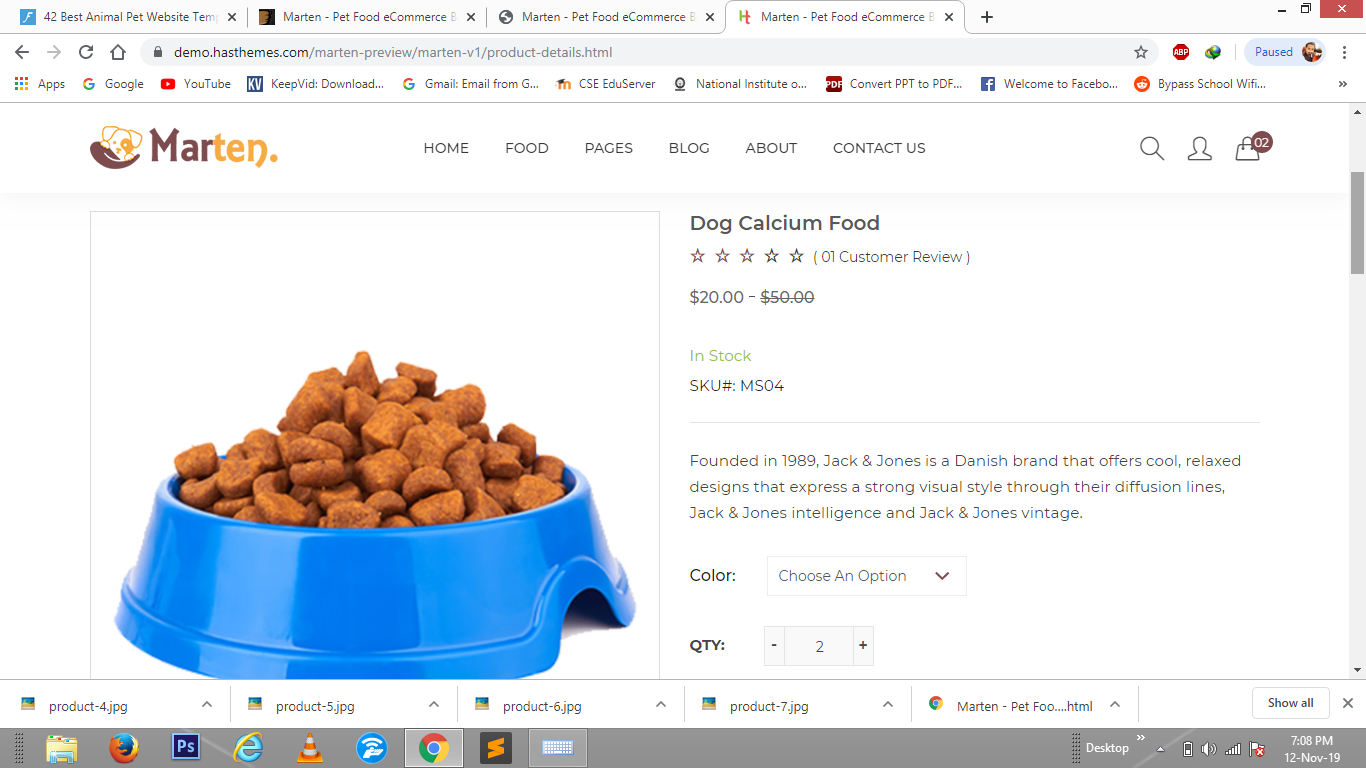 42 Best Animal Pet Website Temp
Marten - Pet Food eCommerce B
Marten - Pet Food eCommerce B
Marten - Pet Food eCommerce B
demo.hasthemes.com/marten-preview/marten-v1/product-details.html
ABP
Paused
Apps
Google
YouTube
KV
KeepVid: Download...
Gmail: Email from G...
CSE EduServer
National Institute o...
PDF
Convert PPT to PDF...
Welcome to Facebo...
Bypass School Wifi...
»
Marten.
HOME
FOOD
PAGES
BLOG
ABOUT
CONTACT US
02
Dog Calcium Food
( 01 Customer Review )
$20.00 - $50.00
In Stock
SKU#: MS04
Founded in 1989, Jack & Jones is a Danish brand that offers cool, relaxed
designs that express a strong visual style through their diffusion lines,
Jack & Jones intelligence and Jack & Jones vintage.
Color:
Choose An Option
QTY:
- 2 +
product-4.jpg
product-5.jpg
product-6.jpg
product-7.jpg
Marten - Pet Foo....html
Show all
Ps
Desktop
»
7:08 PM
12-Nov-19